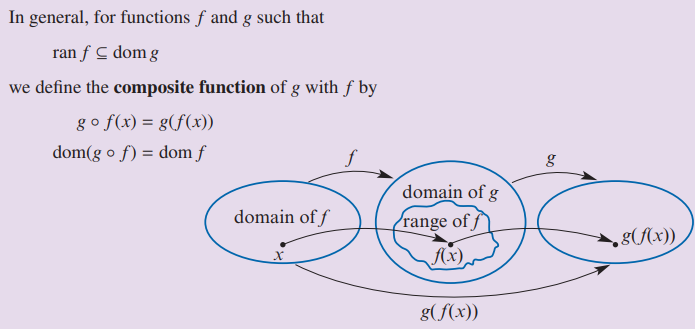 In general, for functions f and g such that
ran f ⊆ dom g
we define the composite function of g with f by
g ∘ f(x) = g(f(x))
dom(g ∘ f) = dom f
f
g
domain of g
domain of f
range of f
x
f(x)
g(f(x))
g(f(x))